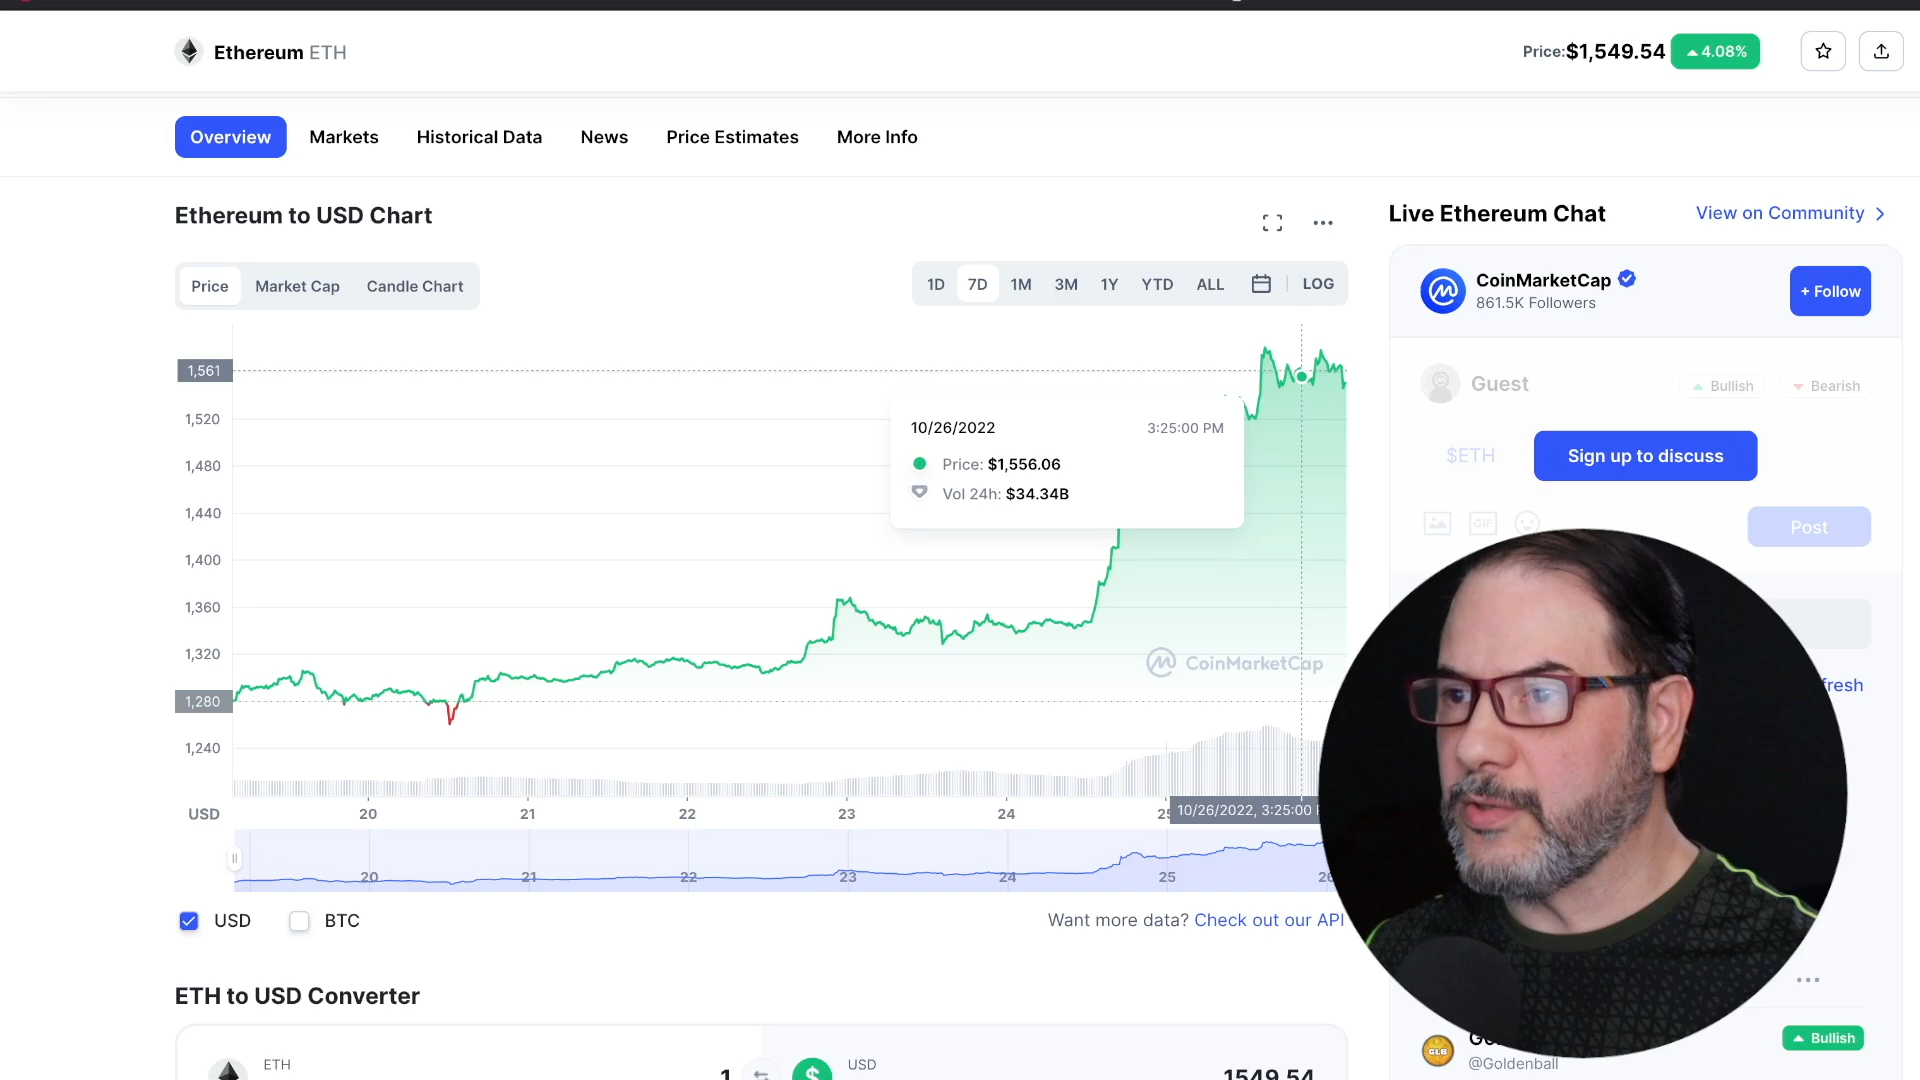 Ethereum ETH
Price:$1,549.54 4.08%
Overview Markets Historical Data News Price Estimates More Info
Ethereum to USD Chart
Price Market Cap Candle Chart
1D 7D 1M 3M 1Y YTD ALL LOG
1,561
1,520
1,480
1,440
1,400
1,360
1,320
1,280
1,240
10/26/2022 3:25:00 PM
Price: $1,556.06
Vol 24h: $34.34B
CoinMarketCap
USD 20 21 22 23 24
10/26/2022, 3:25:00
20 21 22 23 24 25
USD BTC
Want more data? Check out our API
ETH to USD Converter
ETH 1 USD 1549.54
Live Ethereum Chat View on Community
CoinMarketCap
861.5K Followers
+ Follow
Guest Bullish Bearish
$ETH Sign up to discuss
GIF Post
fresh
GLB
@Goldenball
Bullish